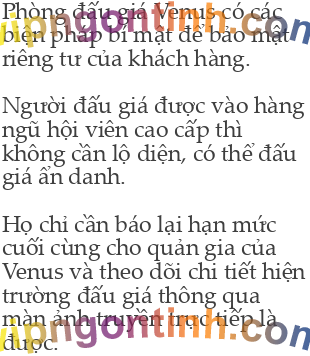 Phòng đấu giá Venus có các
biện pháp bí mật để bảo mật
riêng tư của khách hàng.
Người đấu giá được vào hàng
ngũ hội viên cao cấp thì
không cần lộ diện, có thể đấu
giá ẩn danh.
Họ chỉ cần báo lại hạn mức
cuối cùng cho quản gia của
Venus và theo dõi chi tiết hiện
trường đấu giá thông qua
màn ảnh truyền trực tiếp là
được.
vipngontinh.com
vipngontinh.com